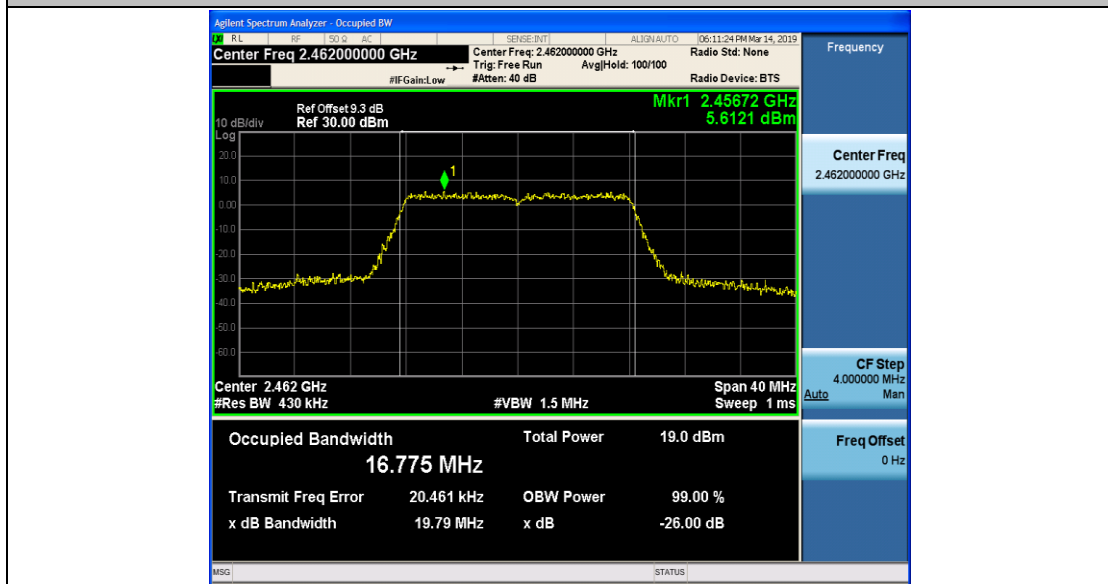 Agilent Spectrum Analyzer - Occupied BW
RL RF 50 Ω AC SENSE:INT ALIGN AUTO 06:11:24 PM Mar 14, 2019
Center Freq 2.462000000 GHz
Center Freq: 2.462000000 GHz
Radio Std: None
Trig: Free Run Avg|Hold: 100/100
#IFGain:Low
#Atten: 40 dB
Radio Device: BTS
Frequency
Mkr1 2.45672 GHz
5.6121 dBm
Ref Offset 9.3 dB
10 dB/div Ref 30.00 dBm
Log
20.0
1
10.0
0.00
-10.0
-20.0
-30.0
-40.0
-50.0
-60.0
Center 2.462 GHz Span 40 MHz
#Res BW 430 kHz #VBW 1.5 MHz Sweep 1 ms
Center Freq
2.462000000 GHz
CF Step
4.000000 MHz
Auto Man
Freq Offset
0 Hz
Occupied Bandwidth Total Power 19.0 dBm
16.775 MHz
Transmit Freq Error 20.461 kHz OBW Power 99.00 %
x dB Bandwidth 19.79 MHz x dB -26.00 dB
MSG STATUS